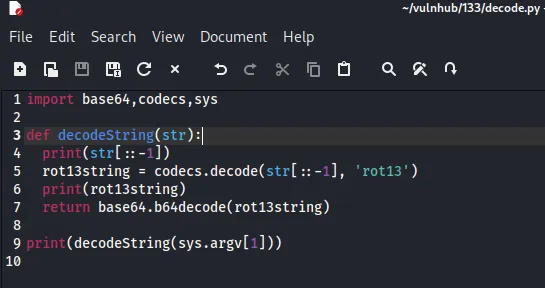 ~/vulnhub/133/decode.py -
File Edit Search View Document Help
1 import base64,codecs,sys
2
3 def decodeString(str):
4   print(str[::-1])
5   rot13string = codecs.decode(str[::-1], 'rot13')
6   print(rot13string)
7   return base64.b64decode(rot13string)
8
9 print(decodeString(sys.argv[1]))
10